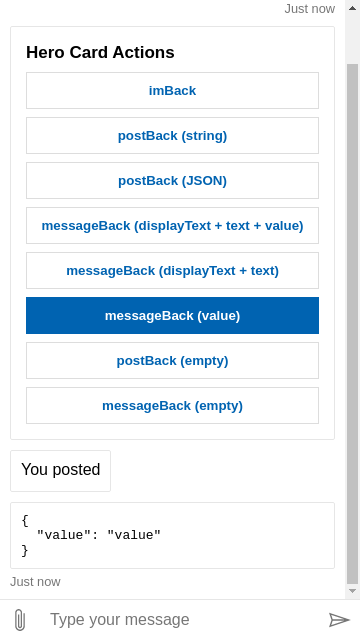 Just now
Hero Card Actions
imBack
postBack (string)
postBack (JSON)
messageBack (displayText + text + value)
messageBack (displayText + text)
messageBack (value)
postBack (empty)
messageBack (empty)
You posted
{
  "value": "value"
}
Just now
Type your message